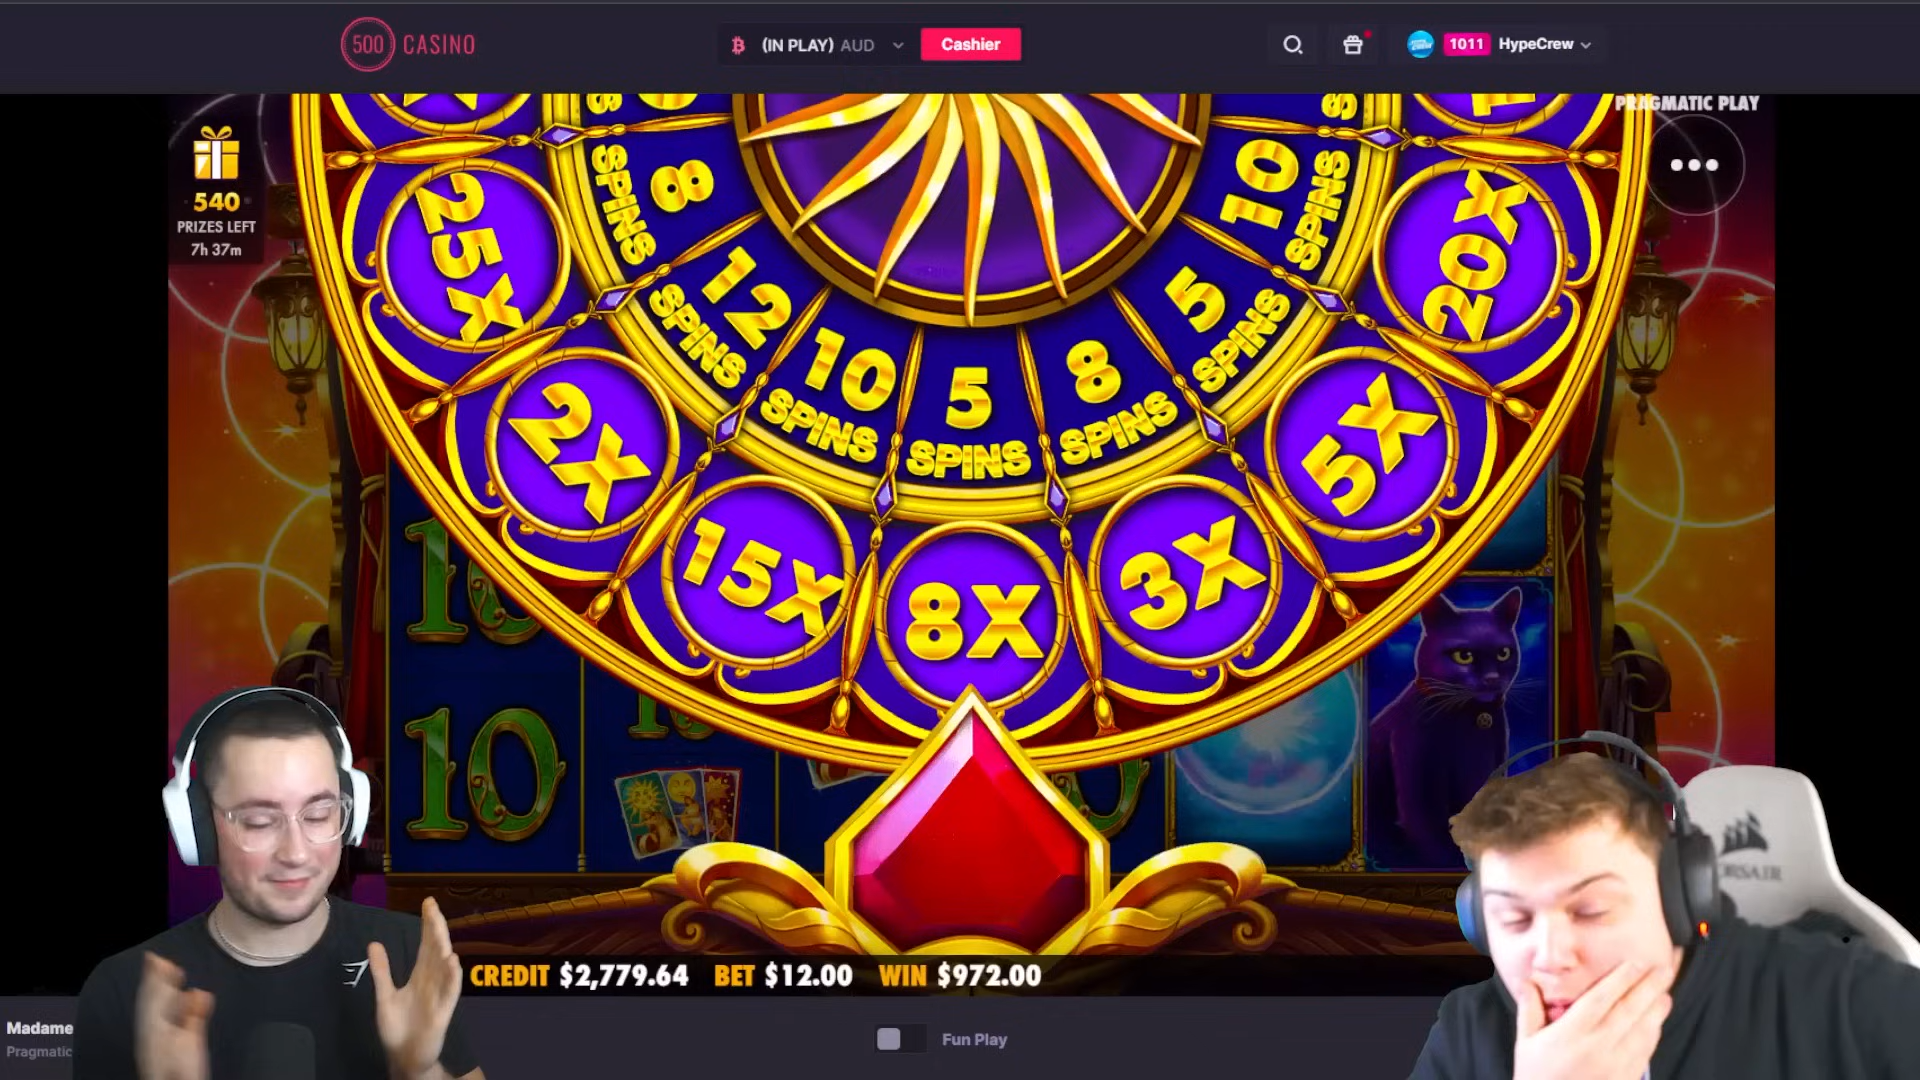 500 CASINO
(IN PLAY) AUD
Cashier
1011 HypeCrew
PRAGMATIC PLAY
540
PRIZES LEFT
7h 37m
8 SPINS
12 SPINS
10 SPINS
5 SPINS
8 SPINS
5 SPINS
10 SPINS
25X
2X
15X
8X
3X
5X
20X
10
10
CREDIT $2,779.64 BET $12.00 WIN $972.00
Madame
Pragmatic
Fun Play